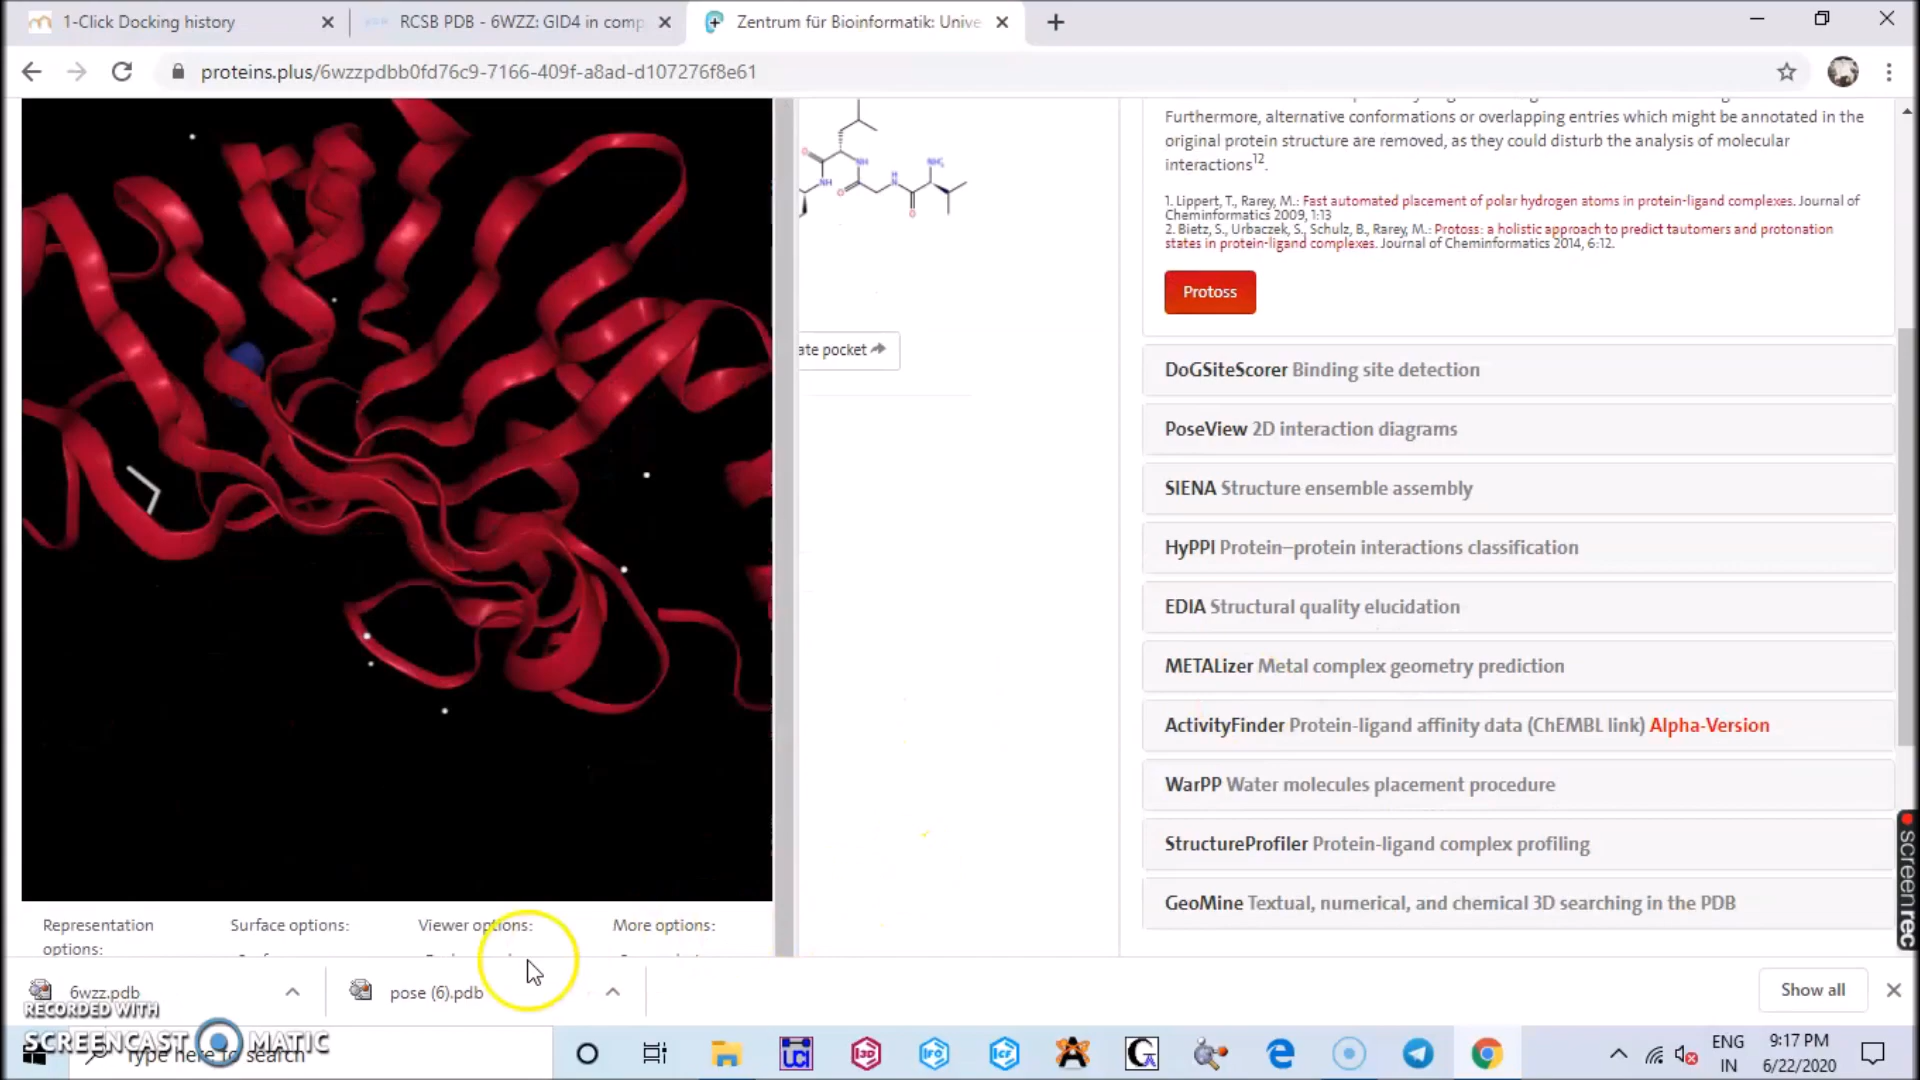 1-Click Docking history
RCSB PDB - 6WZZ: GID4 in comp
Zentrum für Bioinformatik: Unive
proteins.plus/6wzzpdbb0fd76c9-7166-409f-a8ad-d107276f8e61
Furthermore, alternative conformations or overlapping entries which might be annotated in the
original protein structure are removed, as they could disturb the analysis of molecular
interactions12.
1. Lippert, T., Rarey, M.: Fast automated placement of polar hydrogen atoms in protein-ligand complexes. Journal of
Cheminformatics 2009, 1:13
2. Bietz, S., Urbaczek, S., Schulz, B., Rarey, M.: Protoss: a holistic approach to predict tautomers and protonation
states in protein-ligand complexes. Journal of Cheminformatics 2014, 6:12.
Protoss
ate pocket
DoGSiteScorer Binding site detection
PoseView 2D interaction diagrams
SIENA Structure ensemble assembly
HyPPI Protein–protein interactions classification
EDIA Structural quality elucidation
METALizer Metal complex geometry prediction
ActivityFinder Protein-ligand affinity data (ChEMBL link) Alpha-Version
WarPP Water molecules placement procedure
StructureProfiler Protein-ligand complex profiling
GeoMine Textual, numerical, and chemical 3D searching in the PDB
Representation
options:
Surface options:
Viewer options:
More options:
6wzz.pdb
pose (6).pdb
Show all
RECORDED WITH
SCREENCAST MATIC
Type here to search
screenrec
ENG
IN
9:17 PM
6/22/2020